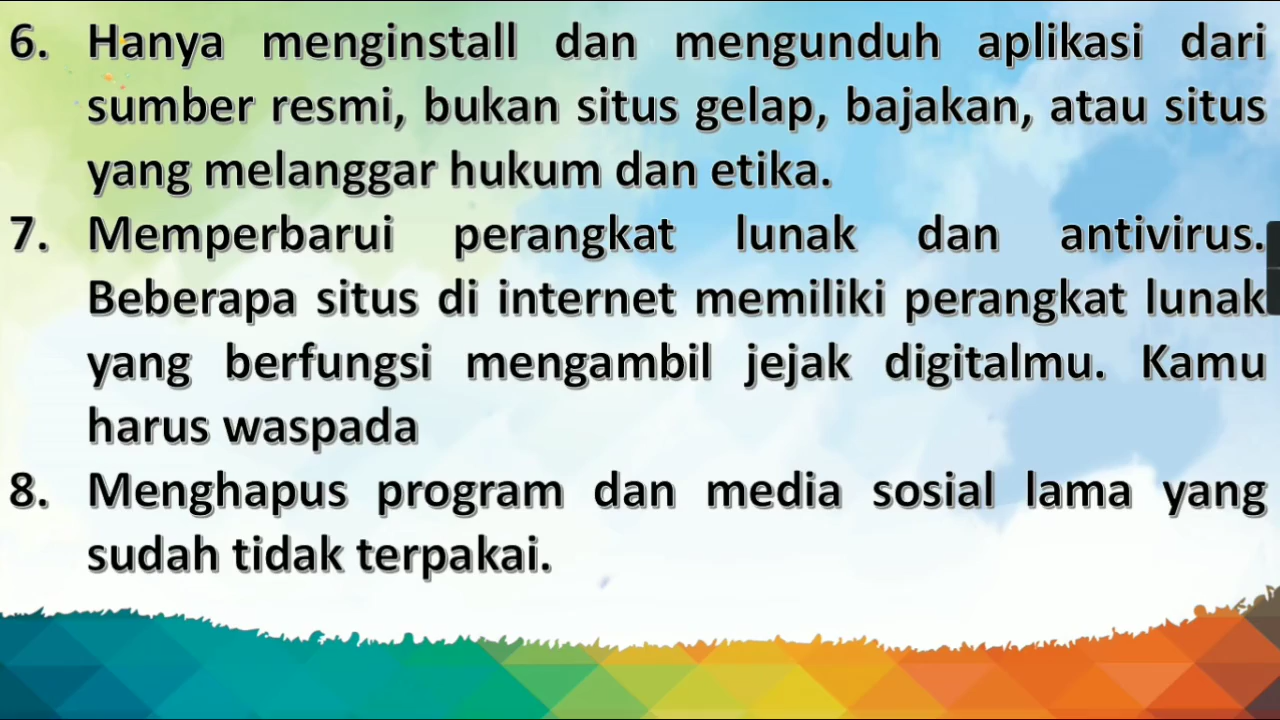 6. Hanya menginstall dan mengunduh aplikasi dari
sumber resmi, bukan situs gelap, bajakan, atau situs
yang melanggar hukum dan etika.
7. Memperbarui perangkat lunak dan antivirus.
Beberapa situs di internet memiliki perangkat lunak
yang berfungsi mengambil jejak digitalmu. Kamu
harus waspada
8. Menghapus program dan media sosial lama yang
sudah tidak terpakai.